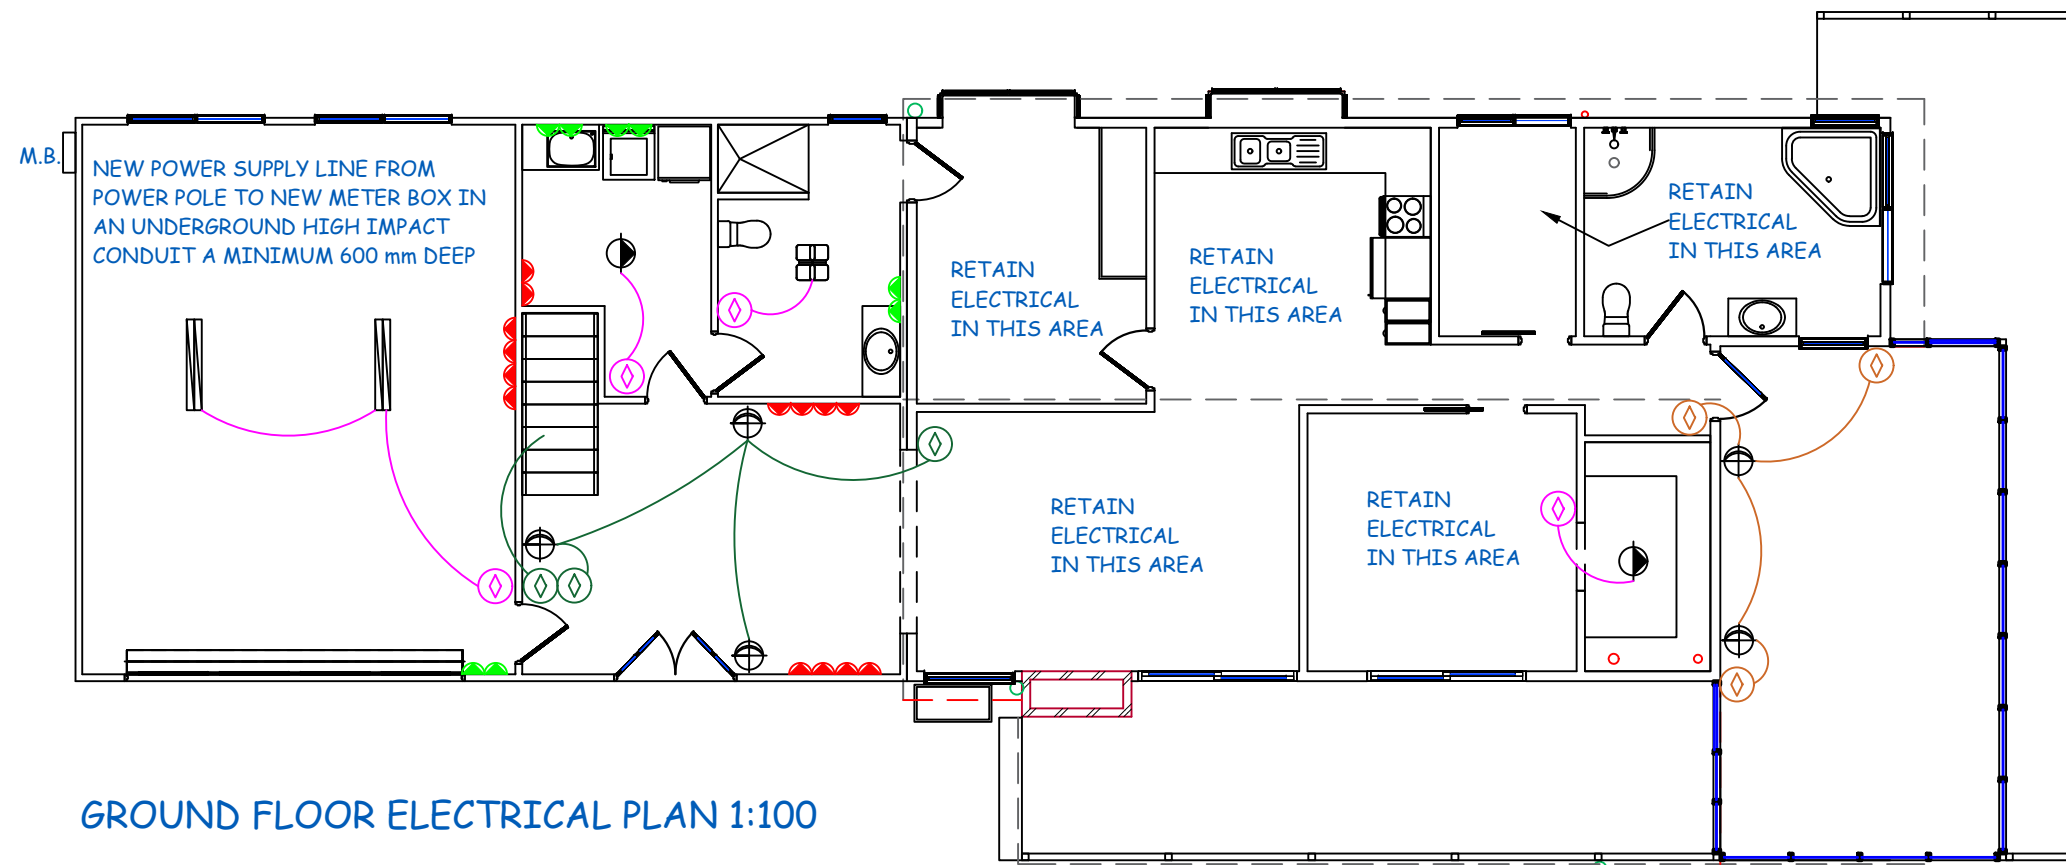 M.B.
NEW POWER SUPPLY LINE FROM
POWER POLE TO NEW METER BOX IN
AN UNDERGROUND HIGH IMPACT
CONDUIT A MINIMUM 600 mm DEEP
RETAIN
ELECTRICAL
IN THIS AREA
RETAIN
ELECTRICAL
IN THIS AREA
RETAIN
ELECTRICAL
IN THIS AREA
RETAIN
ELECTRICAL
IN THIS AREA
RETAIN
ELECTRICAL
IN THIS AREA
GROUND FLOOR ELECTRICAL PLAN 1:100